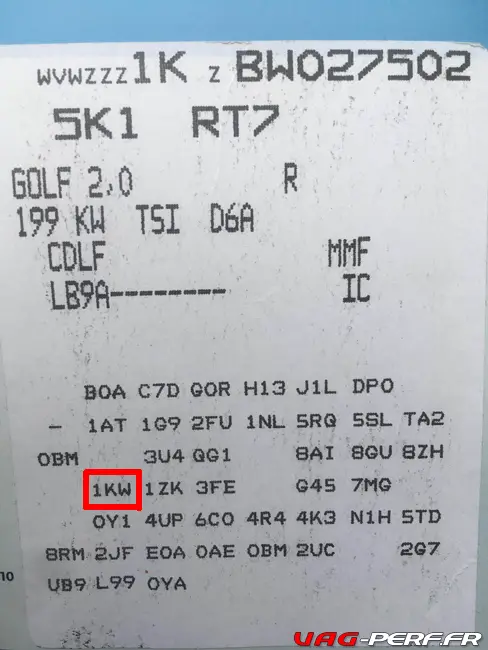 WVWZZZ1K Z BW027502
5K1 RT7
GOLF 2,0 R
199 KW TSI D6A
CDLF MMF
LB9A-------- IC
B0A C7D G0R H13 J1L DP0
- 1AT 1G9 2FU 1NL 5RQ 5SL TA2
0BM 3U4 QG1 8AI 8GU 8ZH
1KW 1ZK 3FE G45 7MG
0Y1 4UP 6C0 4R4 4K3 N1H 5TD
8RM 2JF E0A 0AE 0BM 2UC 2G7
UB9 L99 0YA
10
VAG-PERF.FR